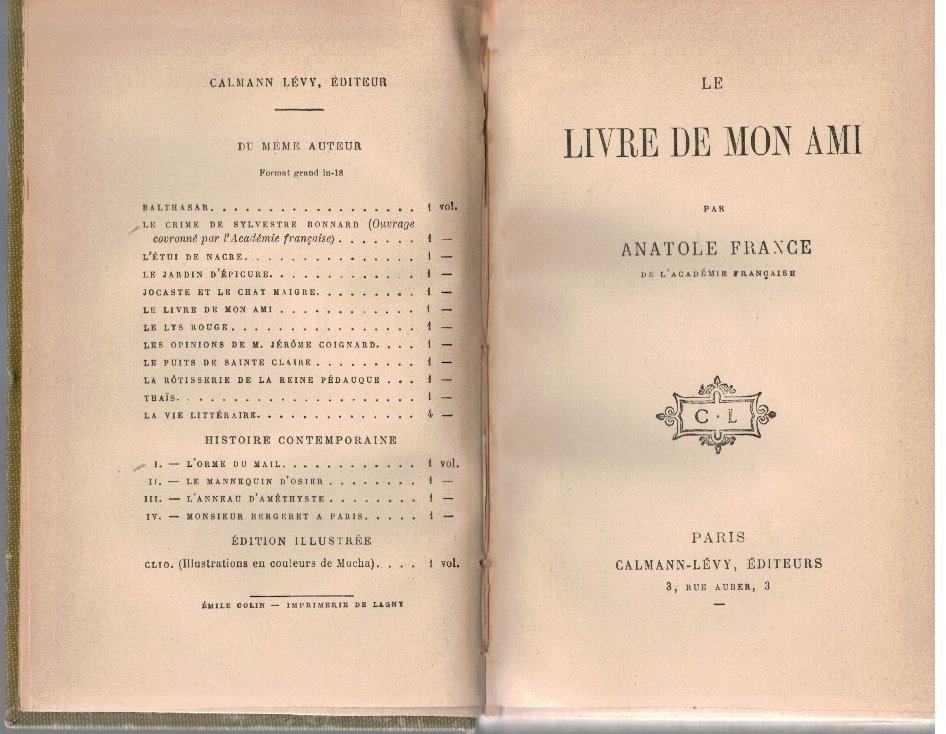 CALMANN LÉVY, ÉDITEUR
DU MÊME AUTEUR
Format grand in-18
BALTHASAR. . . . . . . . . . . . . . . . . . 1 vol.
LE CRIME DE SYLVESTRE BONNARD (Ouvrage
couronné par l'Académie française) . . . . . . . 1 —
L'ÉTUI DE NACRE. . . . . . . . . . . . . . . 1 —
LE JARDIN D'ÉPICURE. . . . . . . . . . . . . 1 —
JOCASTE ET LE CHAT MAIGRE. . . . . . . . . 1 —
LE LIVRE DE MON AMI . . . . . . . . . . . . 1 —
LE LYS ROUGE. . . . . . . . . . . . . . . . 1 —
LES OPINIONS DE M. JÉRÔME COIGNARD. . . . 1 —
LE PUITS DE SAINTE CLAIRE . . . . . . . . . 1 —
LA RÔTISSERIE DE LA REINE PÉDAUQUE . . . 1 —
THAÏS. . . . . . . . . . . . . . . . . . . . . 1 —
LA VIE LITTÉRAIRE. . . . . . . . . . . . . . 4 —
HISTOIRE CONTEMPORAINE
I. — L'ORME DU MAIL. . . . . . . . . . . . 1 vol.
II. — LE MANNEQUIN D'OSIER . . . . . . . . 1 —
III. — L'ANNEAU D'AMÉTHYSTE . . . . . . . . 1 —
IV. — MONSIEUR BERGERET A PARIS. . . . . 1 —
ÉDITION ILLUSTRÉE
CLIO. (Illustrations en couleurs de Mucha). . . . 1 vol.
ÉMILE COLIN — IMPRIMERIE DE LAGNY
LE
LIVRE DE MON AMI
PAR
ANATOLE FRANCE
DE L'ACADÉMIE FRANÇAISE
C · L
PARIS
CALMANN-LÉVY, ÉDITEURS
3, RUE AUBER, 3